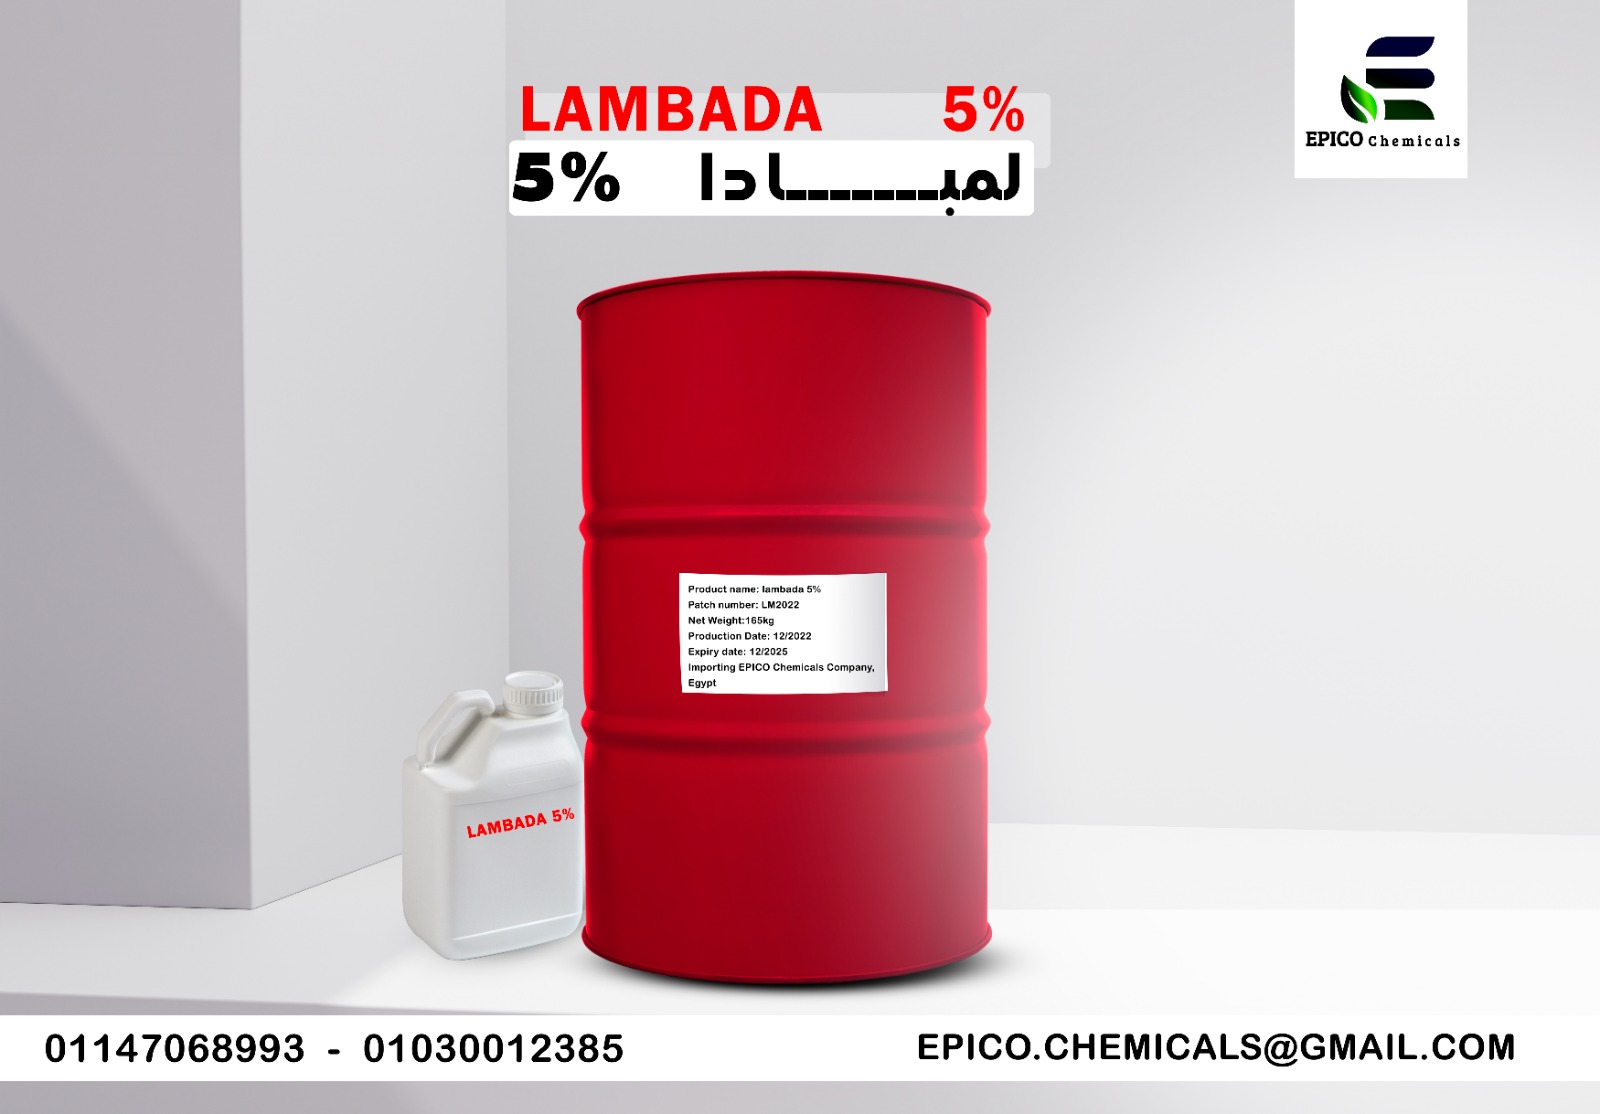 LAMBADA 5%
لمبــــــــادا 5%
EPICO Chemicals
Product name: lambada 5%
Patch number: LM2022
Net Weight:165kg
Production Date: 12/2022
Expiry date: 12/2025
Importing EPICO Chemicals Company,
Egypt
LAMBADA 5%
01147068993 - 01030012385
EPICO.CHEMICALS@GMAIL.COM